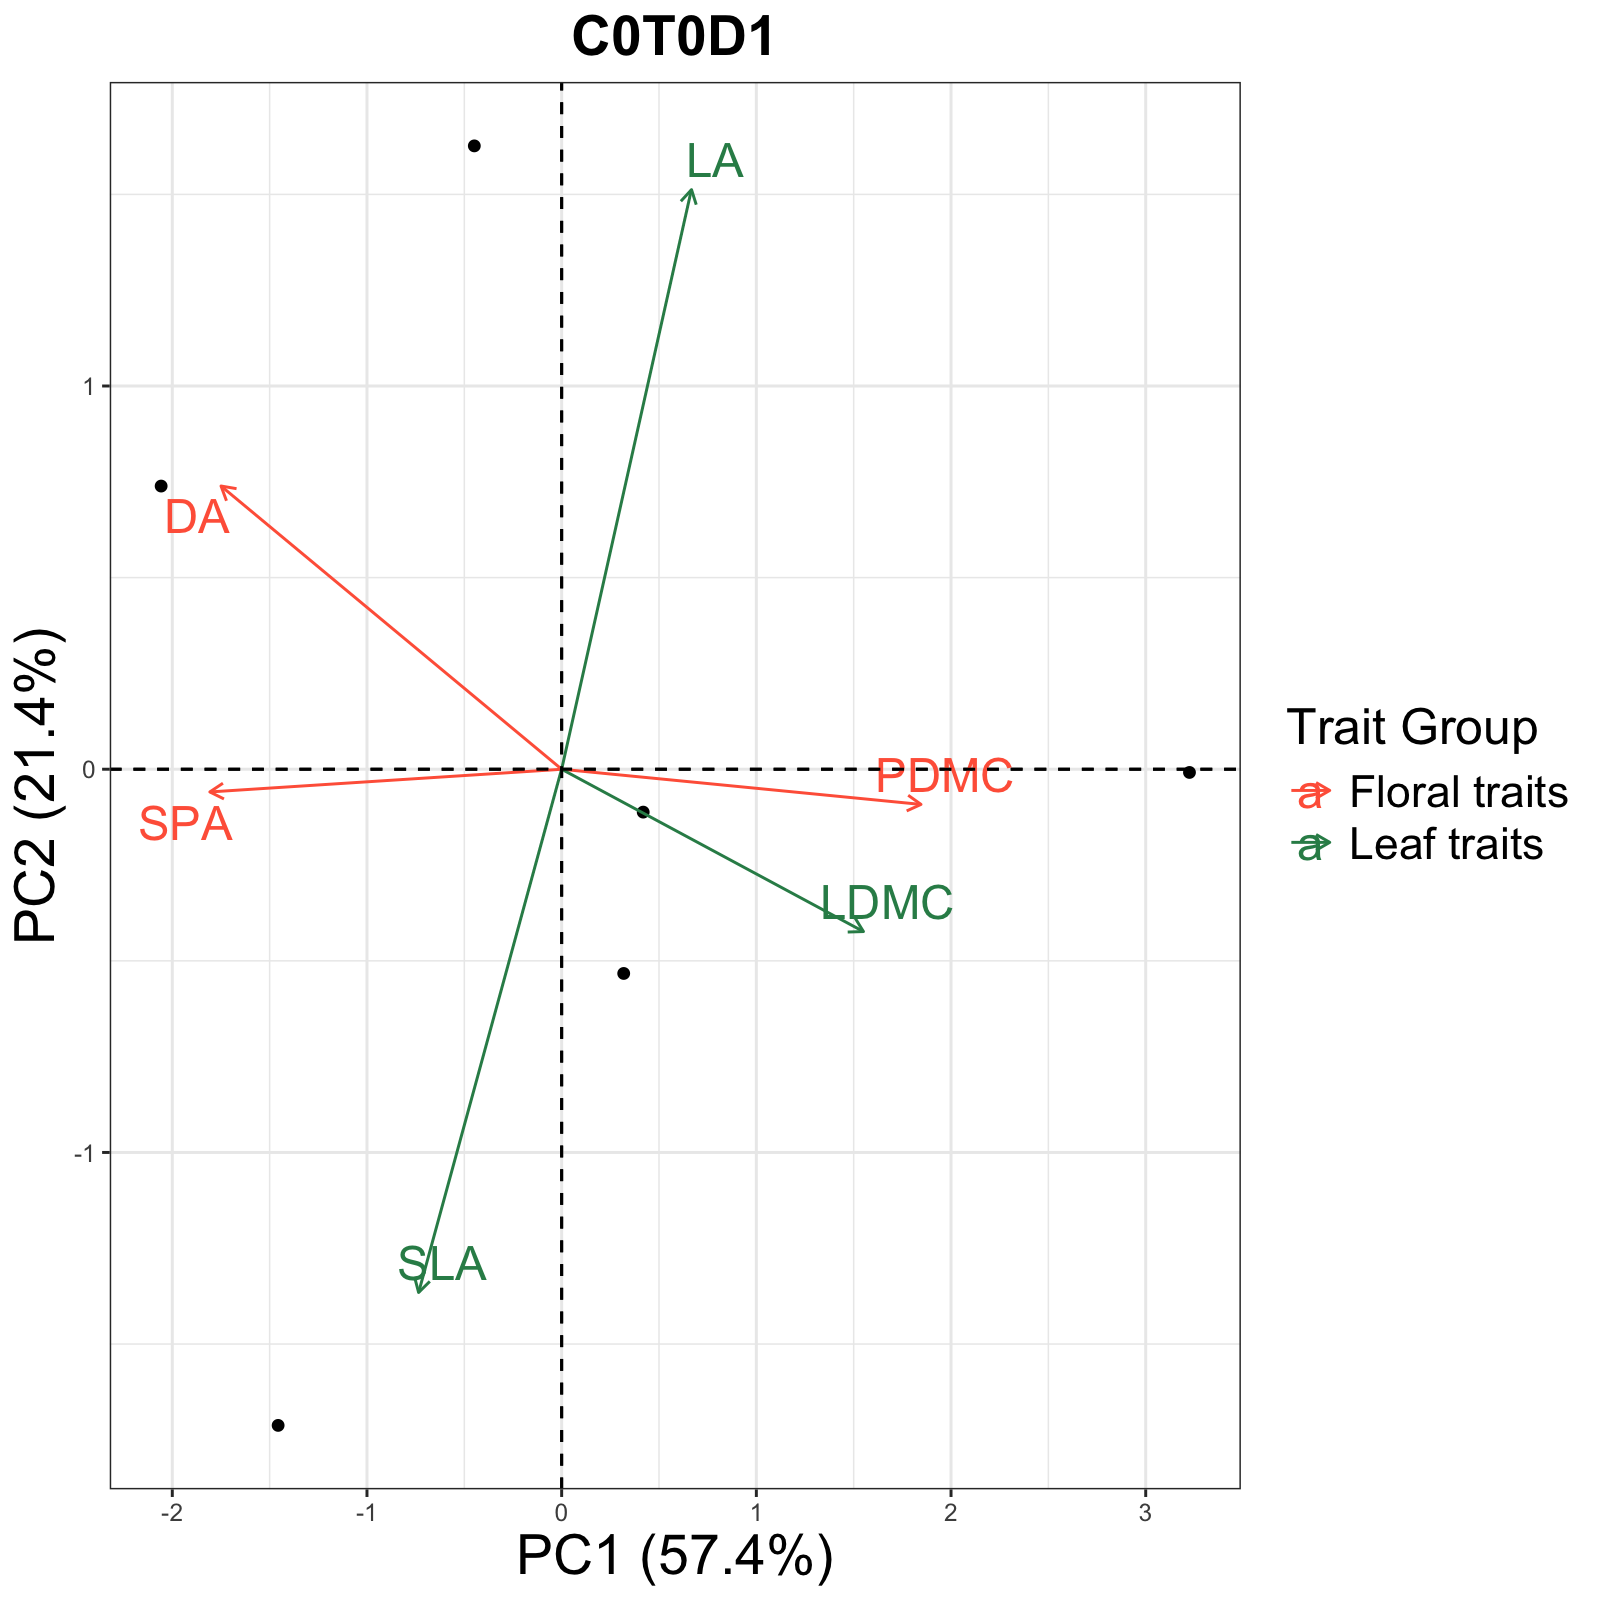 C0T0D1
LA
1
DA
PC2 (21.4%)
0
PDMC
SPA
LDMC
-1
SLA
-2 -1 0 1 2 3
PC1 (57.4%)
Trait Group
a Floral traits
a Leaf traits